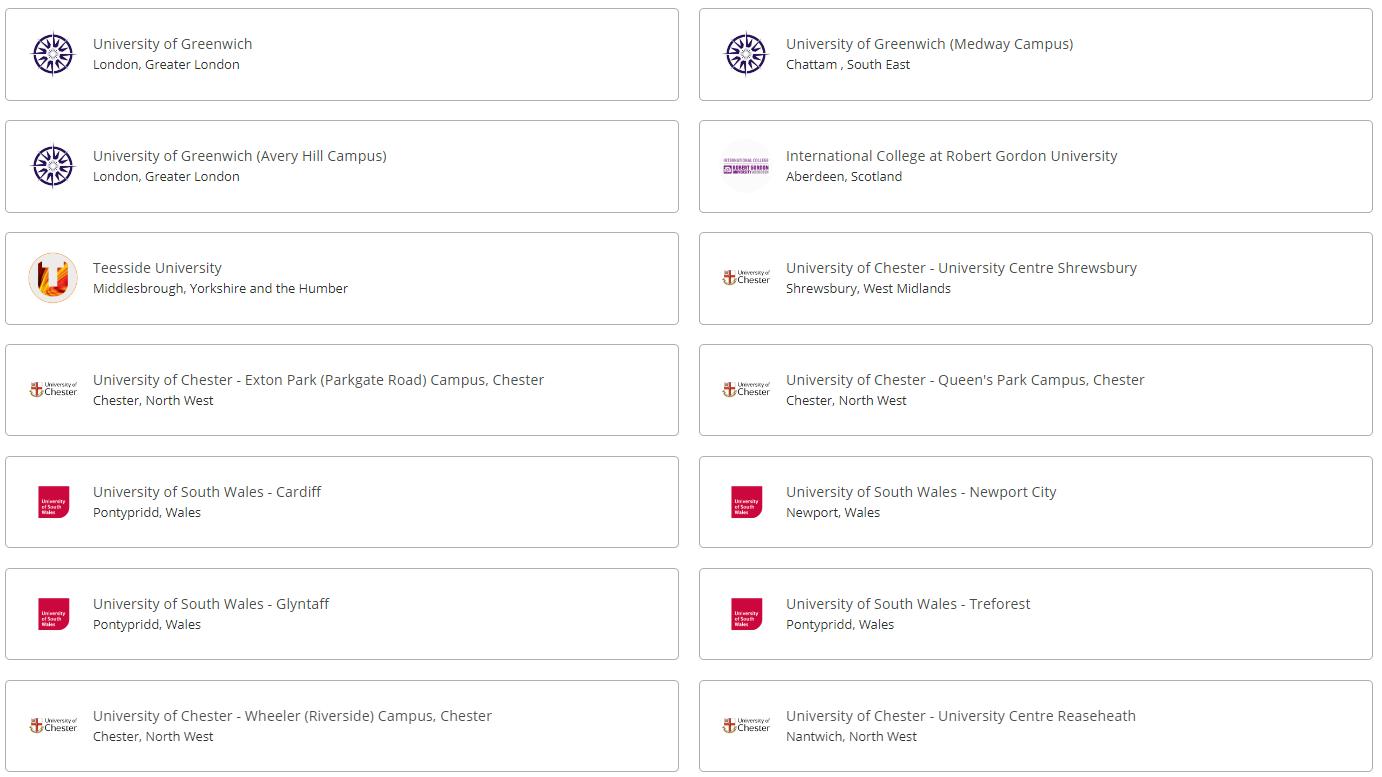 University of Greenwich
London, Greater London
University of Greenwich (Medway Campus)
Chattam , South East
University of Greenwich (Avery Hill Campus)
London, Greater London
INTERNATIONAL COLLEGE
ROBERT GORDON
UNIVERSITY ABERDEEN
International College at Robert Gordon University
Aberdeen, Scotland
Teesside University
Middlesbrough, Yorkshire and the Humber
University of
Chester
University of Chester - University Centre Shrewsbury
Shrewsbury, West Midlands
University of
Chester
University of Chester - Exton Park (Parkgate Road) Campus, Chester
Chester, North West
University of
Chester
University of Chester - Queen's Park Campus, Chester
Chester, North West
University
of South
Wales
University of South Wales - Cardiff
Pontypridd, Wales
University
of South
Wales
University of South Wales - Newport City
Newport, Wales
University
of South
Wales
University of South Wales - Glyntaff
Pontypridd, Wales
University
of South
Wales
University of South Wales - Treforest
Pontypridd, Wales
University of
Chester
University of Chester - Wheeler (Riverside) Campus, Chester
Chester, North West
University of
Chester
University of Chester - University Centre Reaseheath
Nantwich, North West